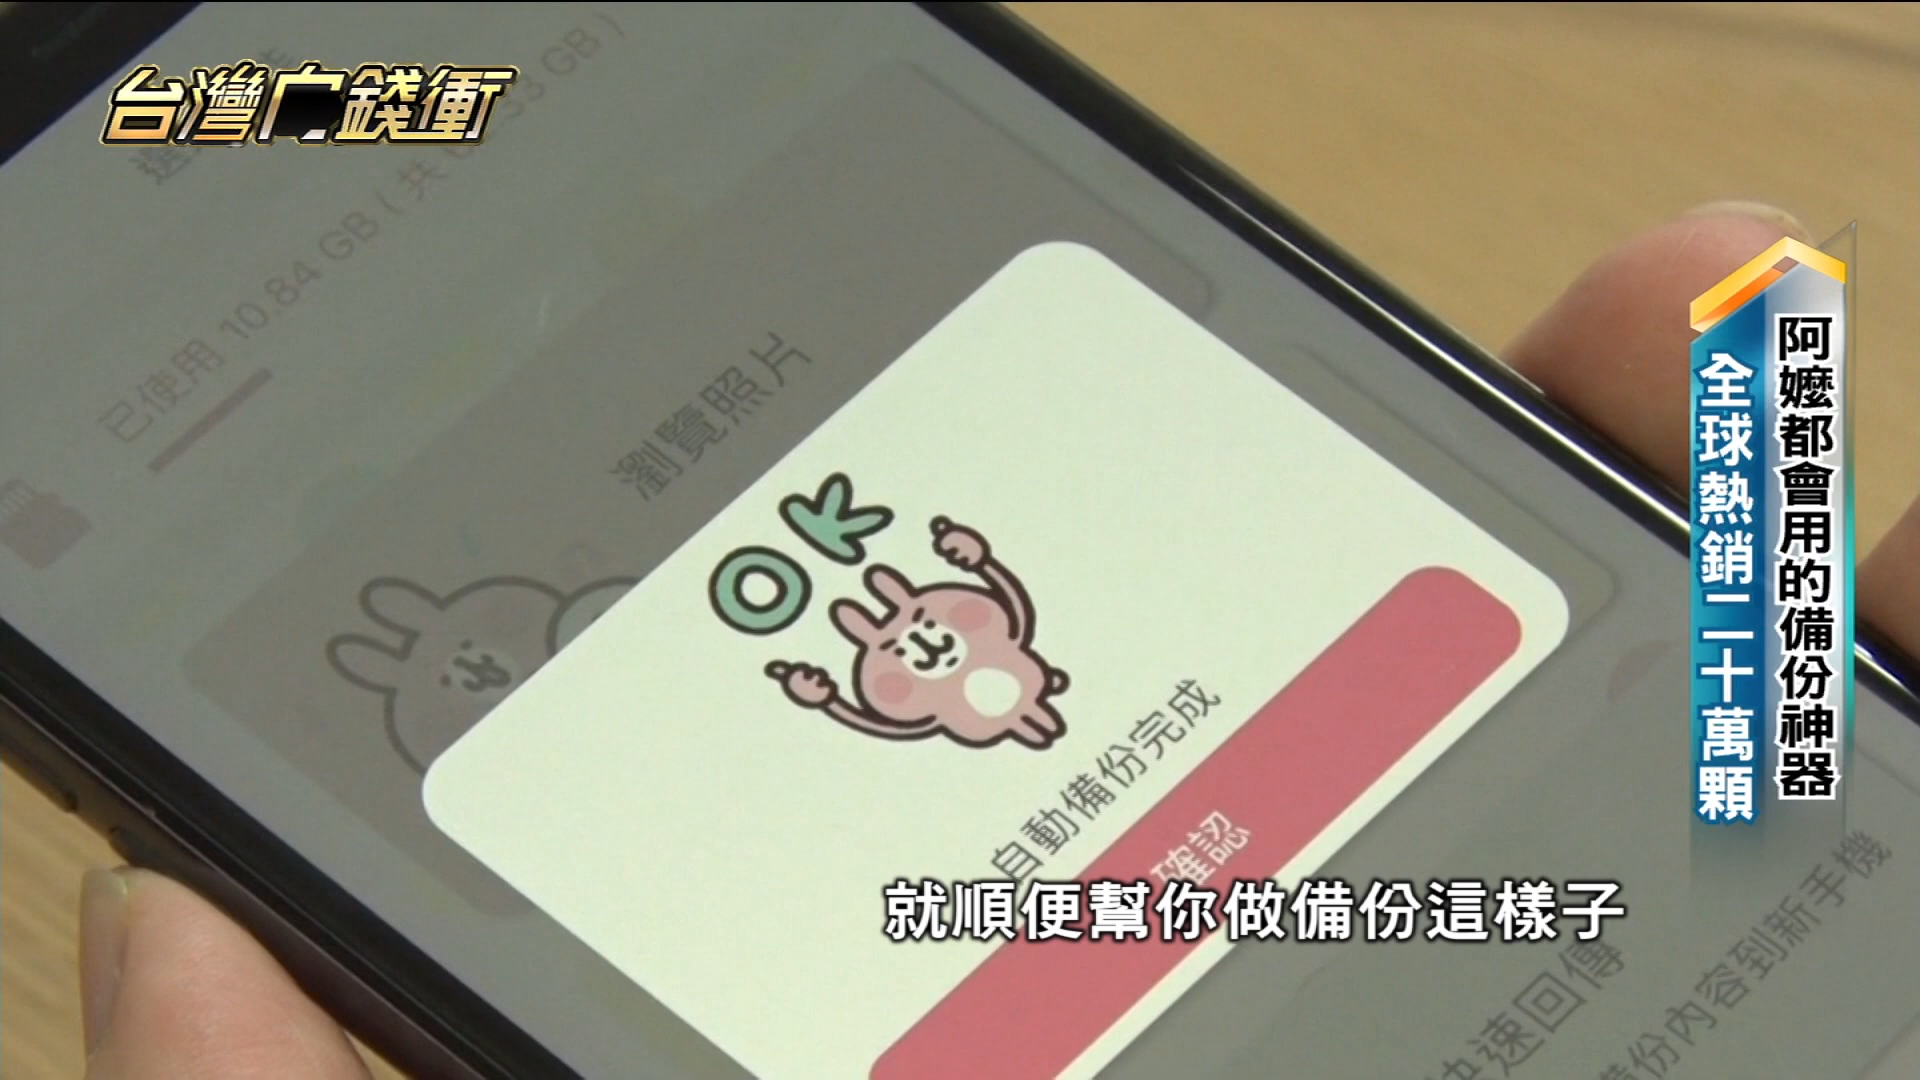 台灣向錢衝
已使用 10.84 GB（共
瀏覽照片
OK
自動備份完成
確認
快速回傳
備份內容到新手機
阿嬤都會用的備份神器
全球熱銷二十萬顆
就順便幫你做備份這樣子